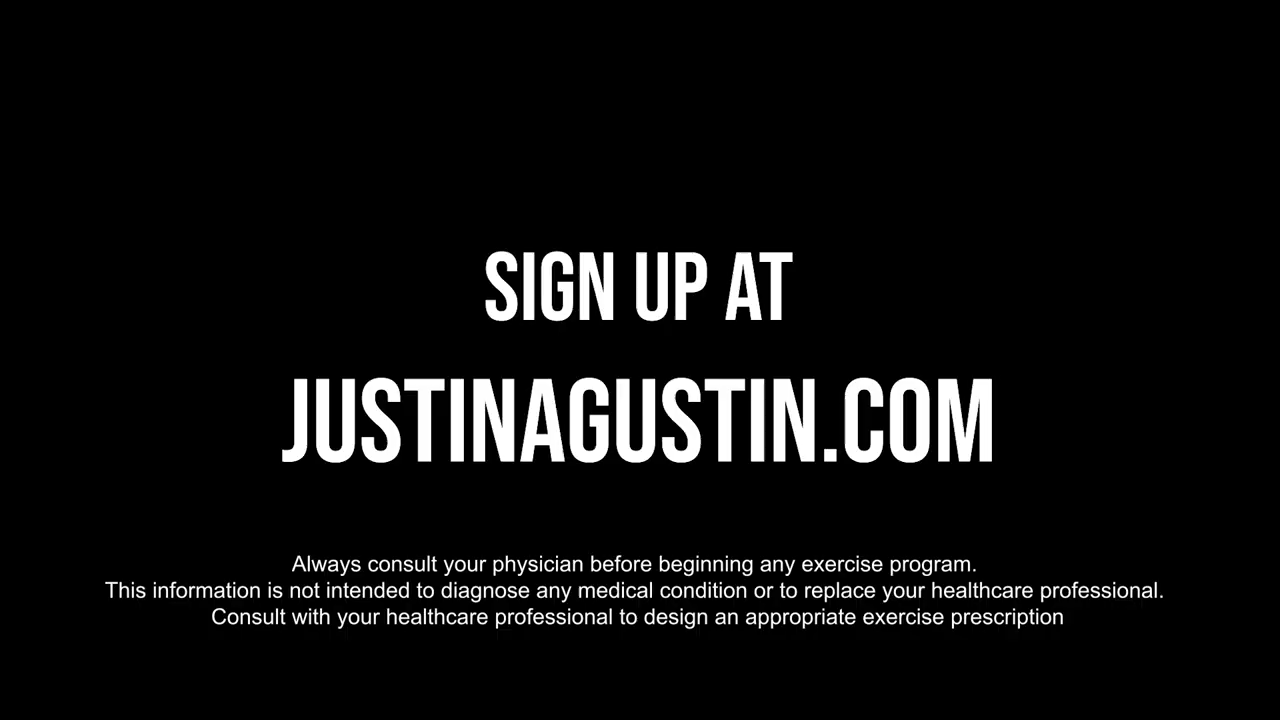 SIGN UP AT
JUSTINAGUSTIN.COM
Always consult your physician before beginning any exercise program.
This information is not intended to diagnose any medical condition or to replace your healthcare professional.
Consult with your healthcare professional to design an appropriate exercise prescription